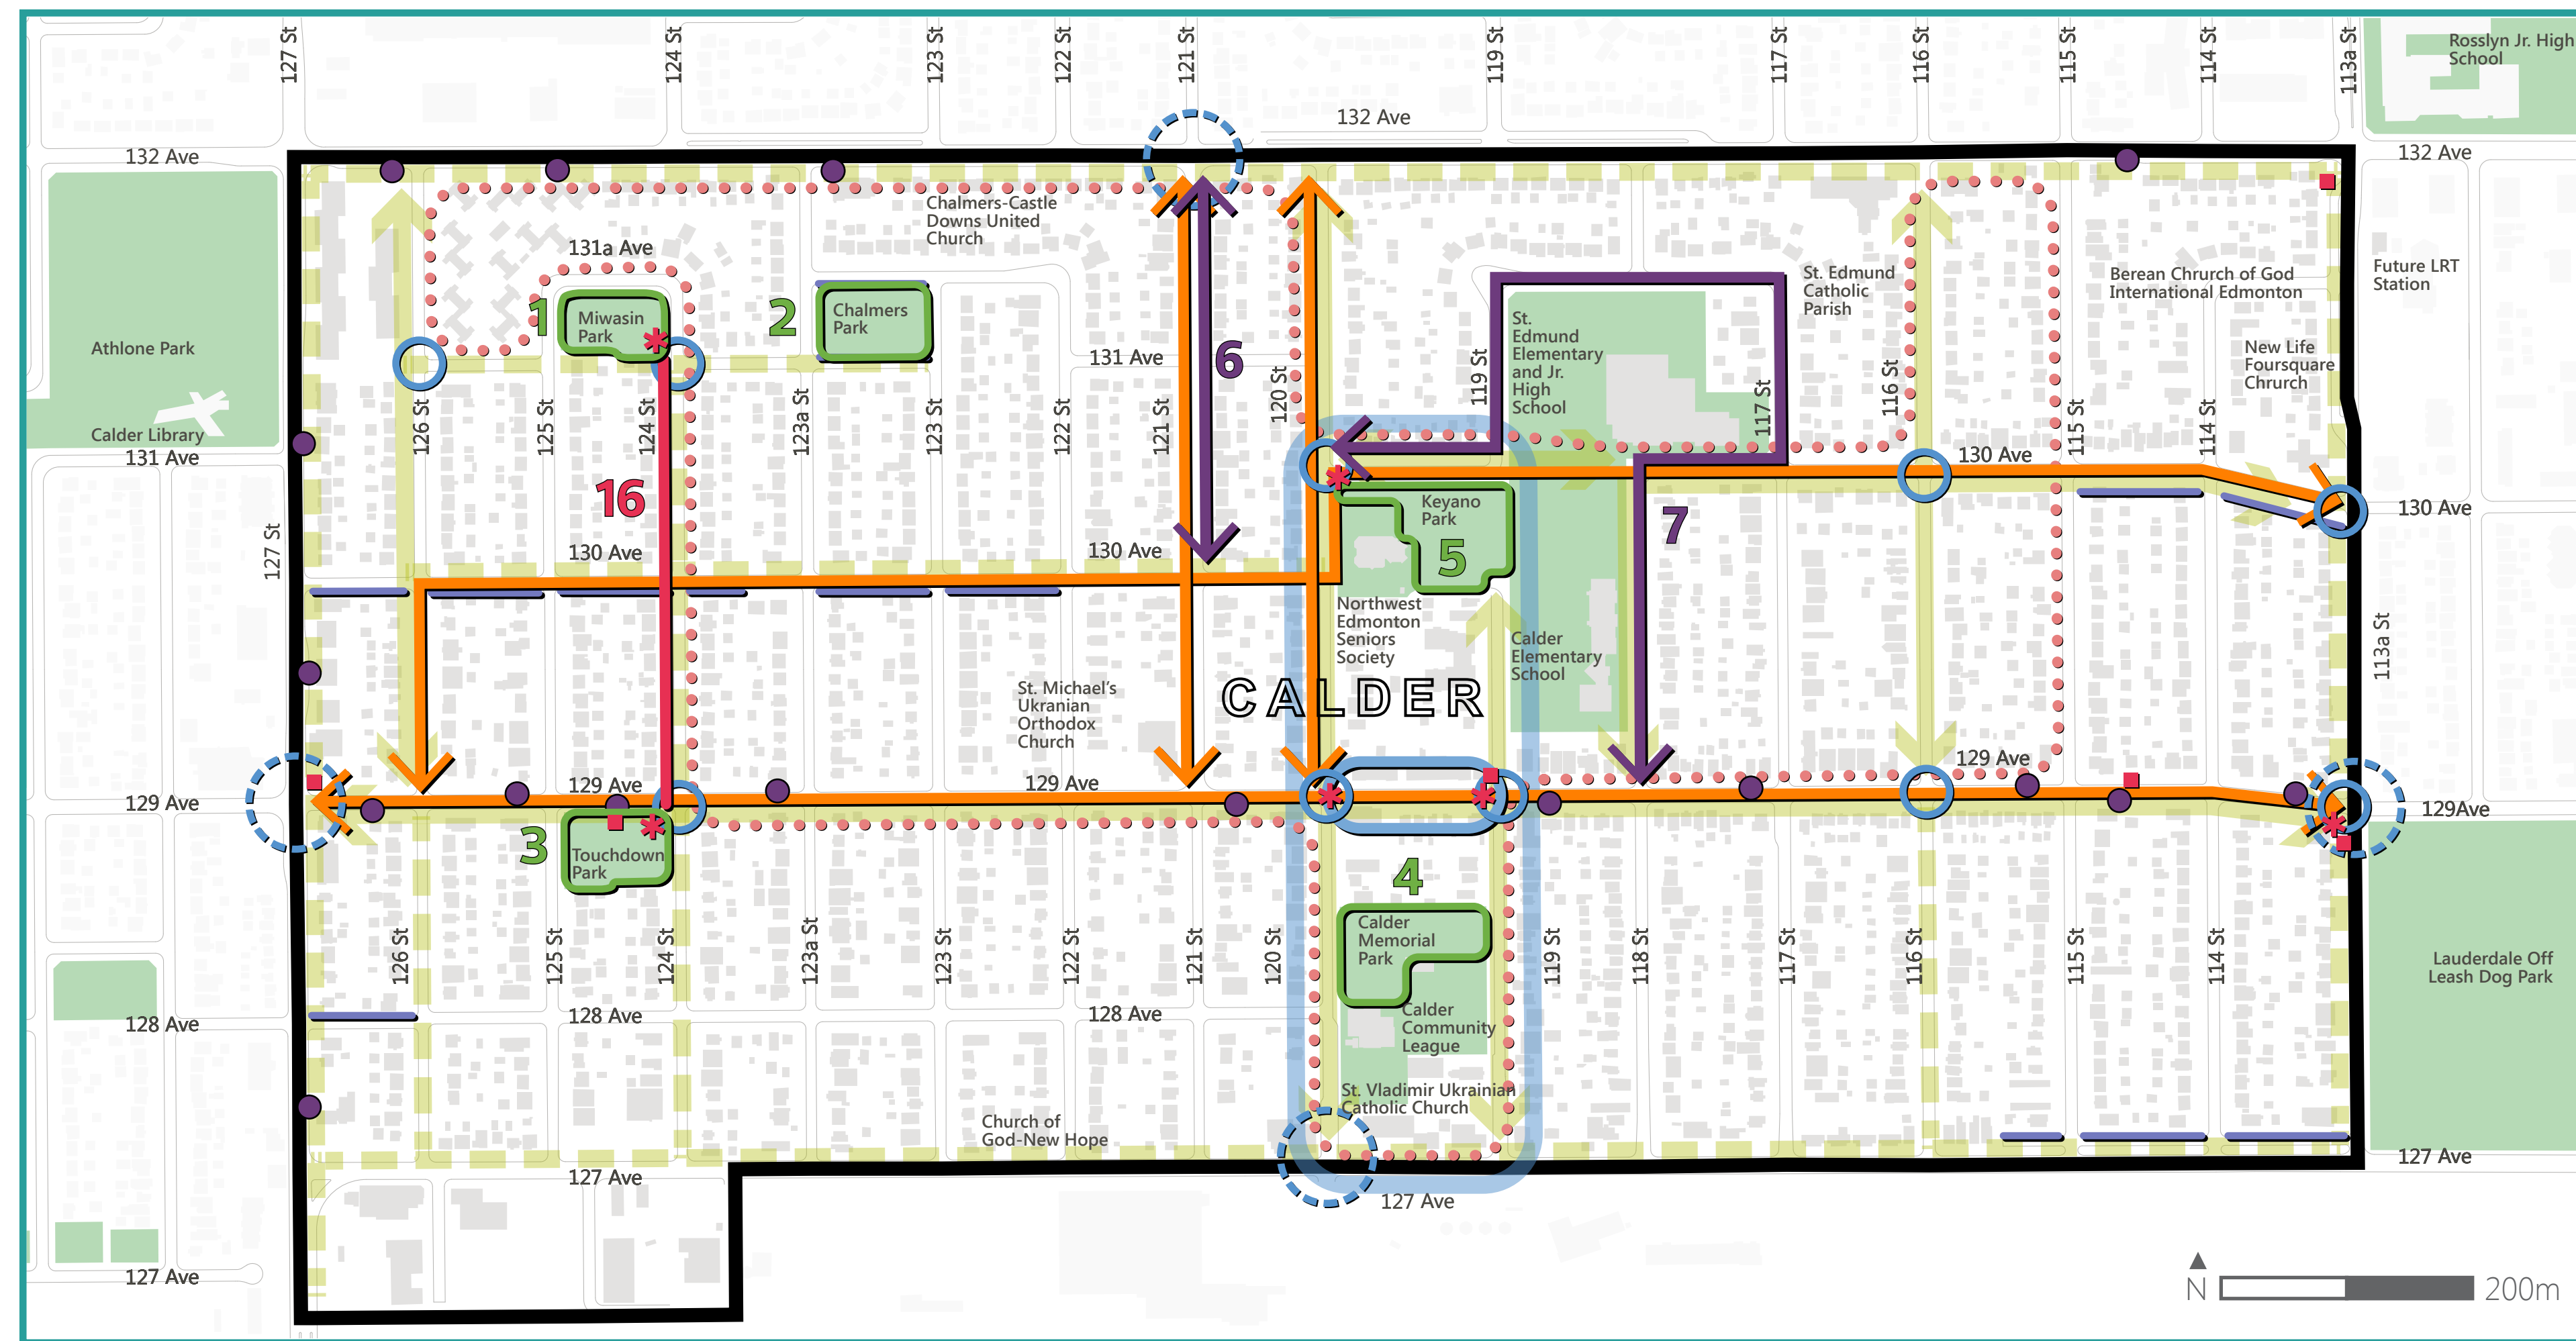 127 St
124 St
123 St
122 St
121 St
119 St
117 St
116 St
115 St
114 St
113a St
Rosslyn Jr. High
School
132 Ave
132 Ave
132 Ave
Chalmers-Castle
Downs United
Church
131a Ave
1
Miwasin
Park
2
Chalmers
Park
6
131 Ave
St.
Edmund
Elementary
and Jr.
High
School
St. Edmund
Catholic
Parish
Berean Chruch of God
International Edmonton
Future LRT
Station
New Life
Foursquare
Chruch
Athlone Park
Calder Library
131 Ave
126 St
125 St
124 St
123a St
123 St
122 St
121 St
120 St
119 St
117 St
116 St
115 St
114 St
130 Ave
130 Ave
16
127 St
130 Ave
130 Ave
Keyano
Park
5
7
Northwest
Edmonton
Seniors
Society
Calder
Elementary
School
CALDER
St. Michael's
Ukranian
Orthodox
Church
113a St
129 Ave
129 Ave
129 Ave
129 Ave
129Ave
3
Touchdown
Park
4
Calder
Memorial
Park
126 St
125 St
124 St
123a St
123 St
122 St
121 St
120 St
119 St
118 St
117 St
116 St
115 St
114 St
Lauderdale Off
Leash Dog Park
128 Ave
128 Ave
128 Ave
Calder
Community
League
St. Vladimir Ukrainian
Catholic Church
Church of
God-New Hope
127 Ave
127 Ave
127 Ave
127 Ave
N
200m